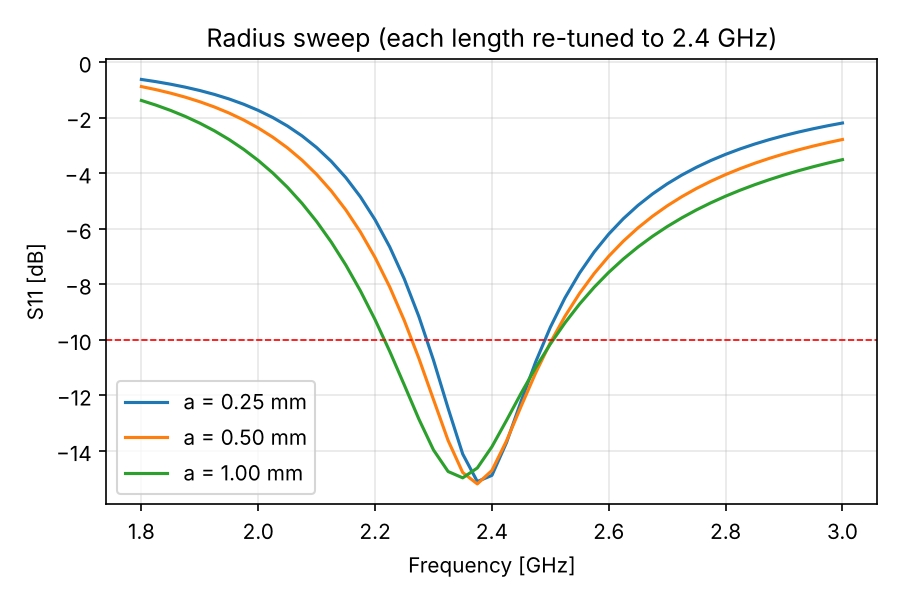 Radius sweep (each length re-tuned to 2.4 GHz)
S11 [dB]
0
−2
−4
−6
−8
−10
−12
−14
a = 0.25 mm
a = 0.50 mm
a = 1.00 mm
1.8 2.0 2.2 2.4 2.6 2.8 3.0
Frequency [GHz]